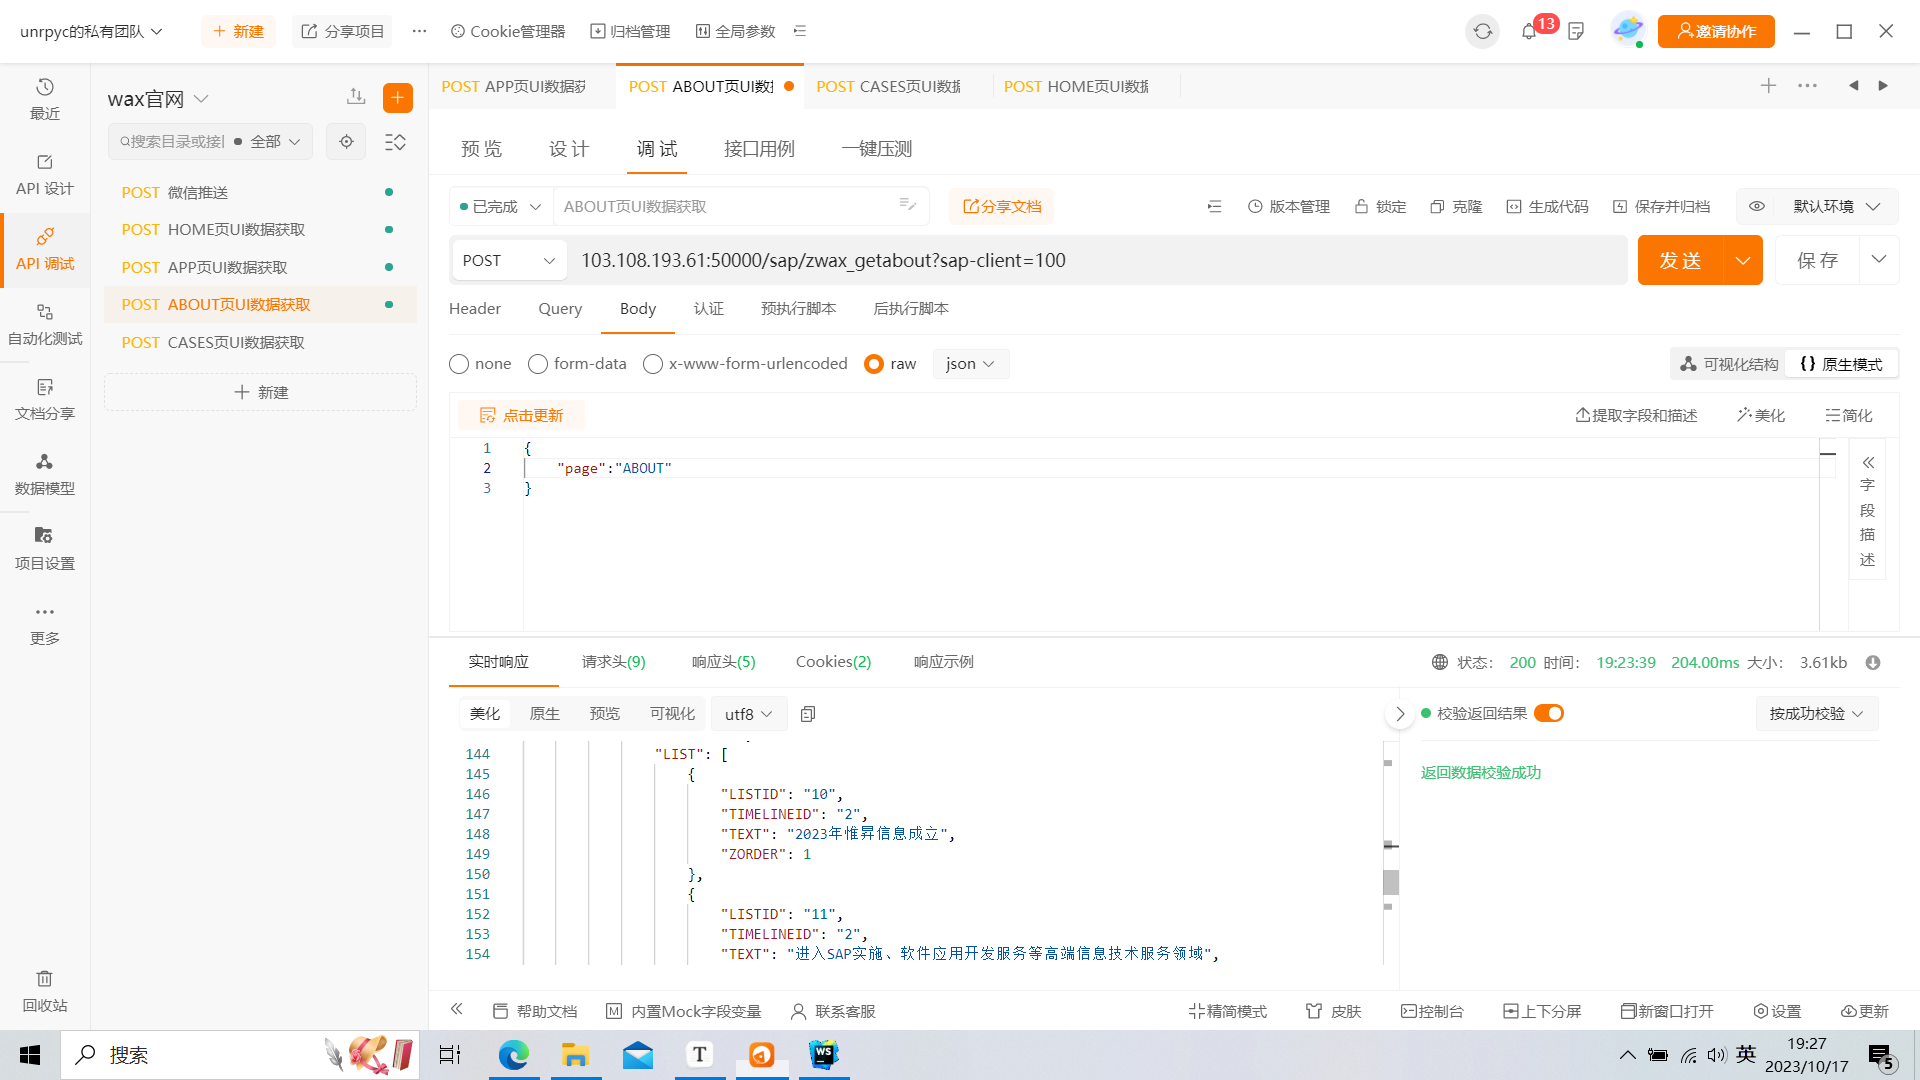 unrpyc的私有团队
新建
分享项目
Cookie管理器
归档管理
全局参数
13
邀请协作
最近
API 设计
API 调试
自动化测试
文档分享
数据模型
项目设置
更多
回收站
wax官网
搜索目录或接口
全部
POST 微信推送
POST HOME页UI数据获取
POST APP页UI数据获取
POST ABOUT页UI数据获取
POST CASES页UI数据获取
新建
POST APP页UI数据获
POST ABOUT页UI数
POST CASES页UI数据
POST HOME页UI数据
预 览
设 计
调 试
接口用例
一键压测
已完成
ABOUT页UI数据获取
分享文档
版本管理
锁定
克隆
生成代码
保存并归档
默认环境
POST
103.108.193.61:50000/sap/zwax_getabout?sap-client=100
发 送
保 存
Header
Query
Body
认证
预执行脚本
后执行脚本
none
form-data
x-www-form-urlencoded
raw
json
可视化结构
原生模式
点击更新
提取字段和描述
美化
简化
1 {
2 "page":"ABOUT"
3 }
字
段
描
述
实时响应
请求头(9)
响应头(5)
Cookies(2)
响应示例
状态: 200 时间: 19:23:39 204.00ms 大小: 3.61kb
美化
原生
预览
可视化
utf8
校验返回结果
按成功校验
返回数据校验成功
144 "LIST": [
145 {
146 "LISTID": "10",
147 "TIMELINEID": "2",
148 "TEXT": "2023年惟昇信息成立",
149 "ZORDER": 1
150 },
151 {
152 "LISTID": "11",
153 "TIMELINEID": "2",
154 "TEXT": "进入SAP实施、软件应用开发服务等高端信息技术服务领域",
帮助文档
内置Mock字段变量
联系客服
精简模式
皮肤
控制台
上下分屏
新窗口打开
设置
更新
搜索
T
WS
英
19:27
2023/10/17
5